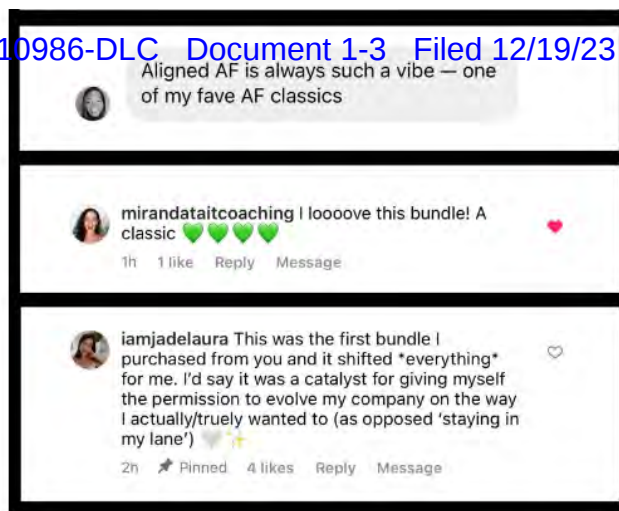 10986-DLC Document 1-3 Filed 12/19/23
Aligned AF is always such a vibe — one
of my fave AF classics
mirandataitcoaching I loooove this bundle! A
classic 💚💚💚💚
1h 1 like Reply Message
iamjadelaura This was the first bundle I
purchased from you and it shifted *everything*
for me. I'd say it was a catalyst for giving myself
the permission to evolve my company on the way
I actually/truely wanted to (as opposed 'staying in
my lane') 🤍✨
2h Pinned 4 likes Reply Message